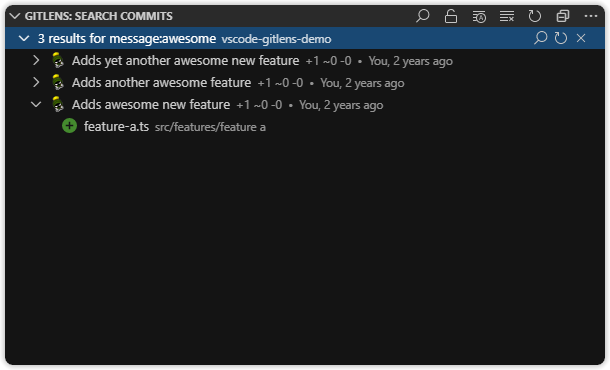 GITLENS: SEARCH COMMITS
3 results for message:awesome vscode-gitlens-demo
Adds yet another awesome new feature +1 ~0 -0 • You, 2 years ago
Adds another awesome feature +1 ~0 -0 • You, 2 years ago
Adds awesome new feature +1 ~0 -0 • You, 2 years ago
feature-a.ts src/features/feature a